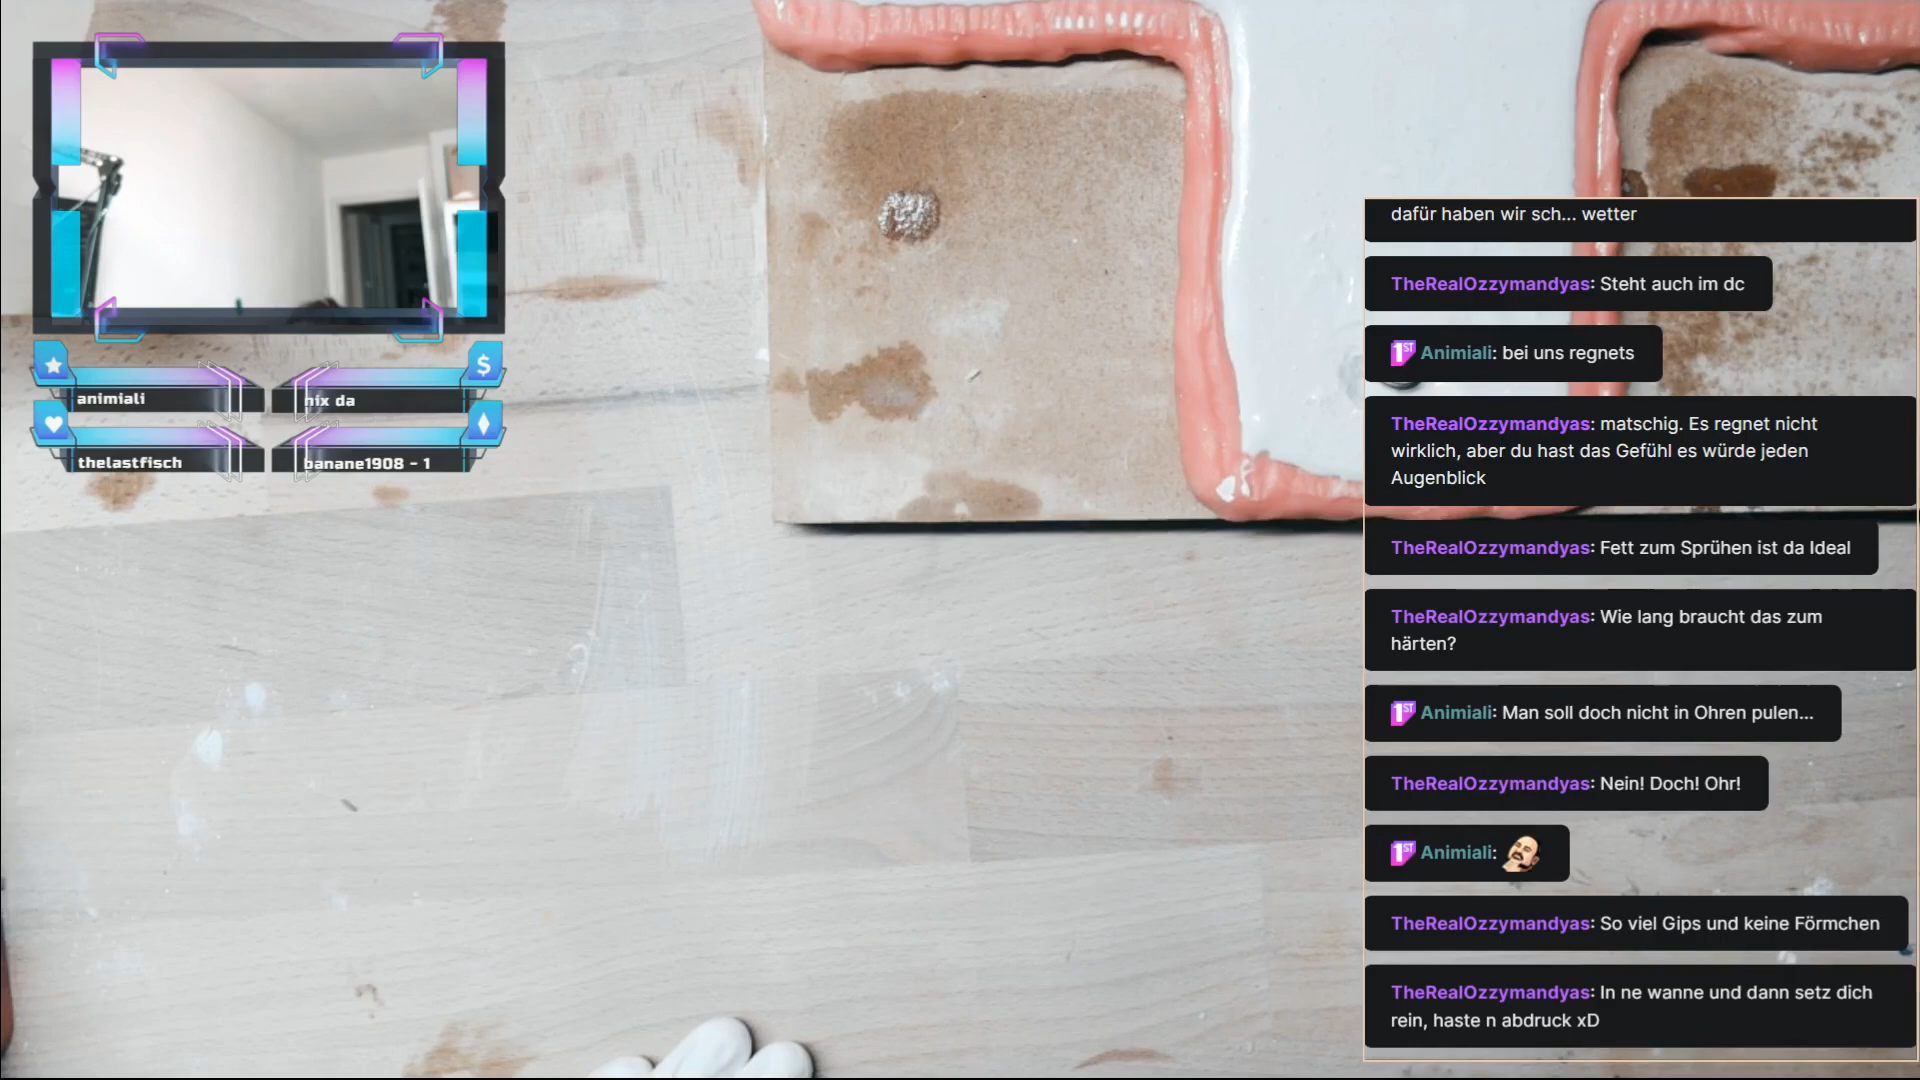 animiali
nix da
thelastfisch
banane1908 - 1
dafür haben wir sch... wetter
TheRealOzzymandyas: Steht auch im dc
1ST Animiali: bei uns regnets
TheRealOzzymandyas: matschig. Es regnet nicht
wirklich, aber du hast das Gefühl es würde jeden
Augenblick
TheRealOzzymandyas: Fett zum Sprühen ist da Ideal
TheRealOzzymandyas: Wie lang braucht das zum
härten?
1ST Animiali: Man soll doch nicht in Ohren pulen...
TheRealOzzymandyas: Nein! Doch! Ohr!
1ST Animiali:
TheRealOzzymandyas: So viel Gips und keine Förmchen
TheRealOzzymandyas: In ne wanne und dann setz dich
rein, haste n abdruck xD